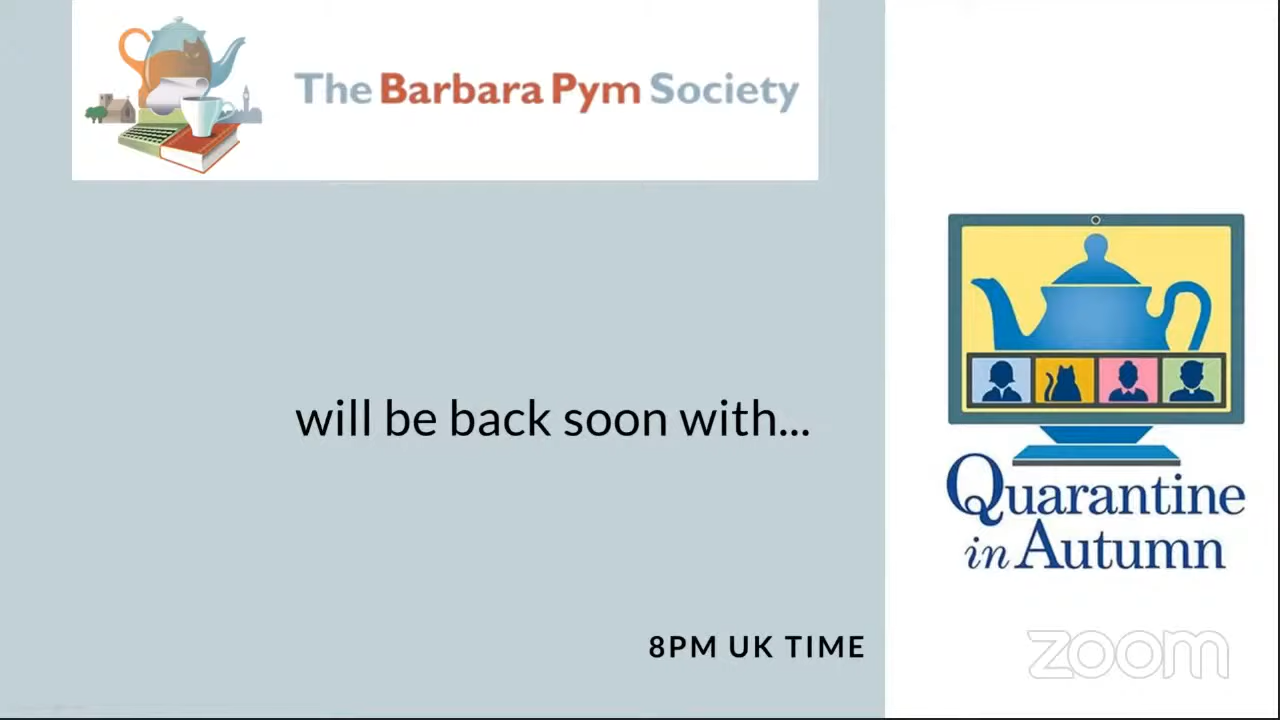 The Barbara Pym Society
will be back soon with...
8PM UK TIME
Quarantine
in Autumn
zoom